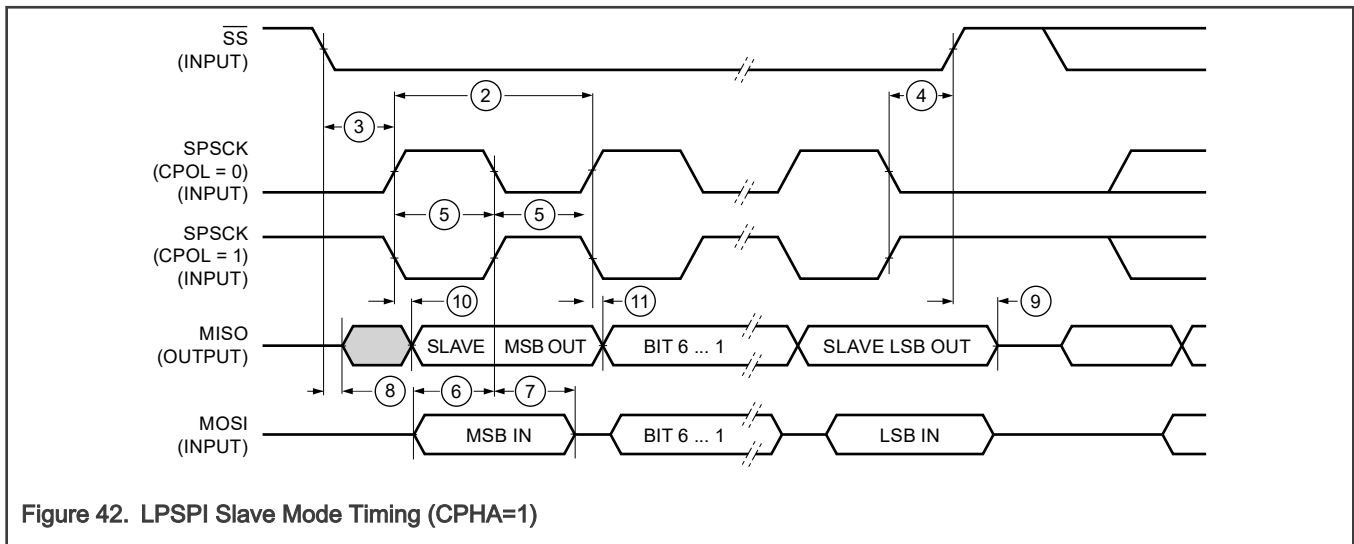 SS
(INPUT)
2
4
3
SPSCK
(CPOL = 0)
(INPUT)
5
5
SPSCK
(CPOL = 1)
(INPUT)
10
11
9
MISO
(OUTPUT)
SLAVE MSB OUT
BIT 6 ... 1
SLAVE LSB OUT
8
6
7
MOSI
(INPUT)
MSB IN
BIT 6 ... 1
LSB IN
Figure 42. LPSPI Slave Mode Timing (CPHA=1)